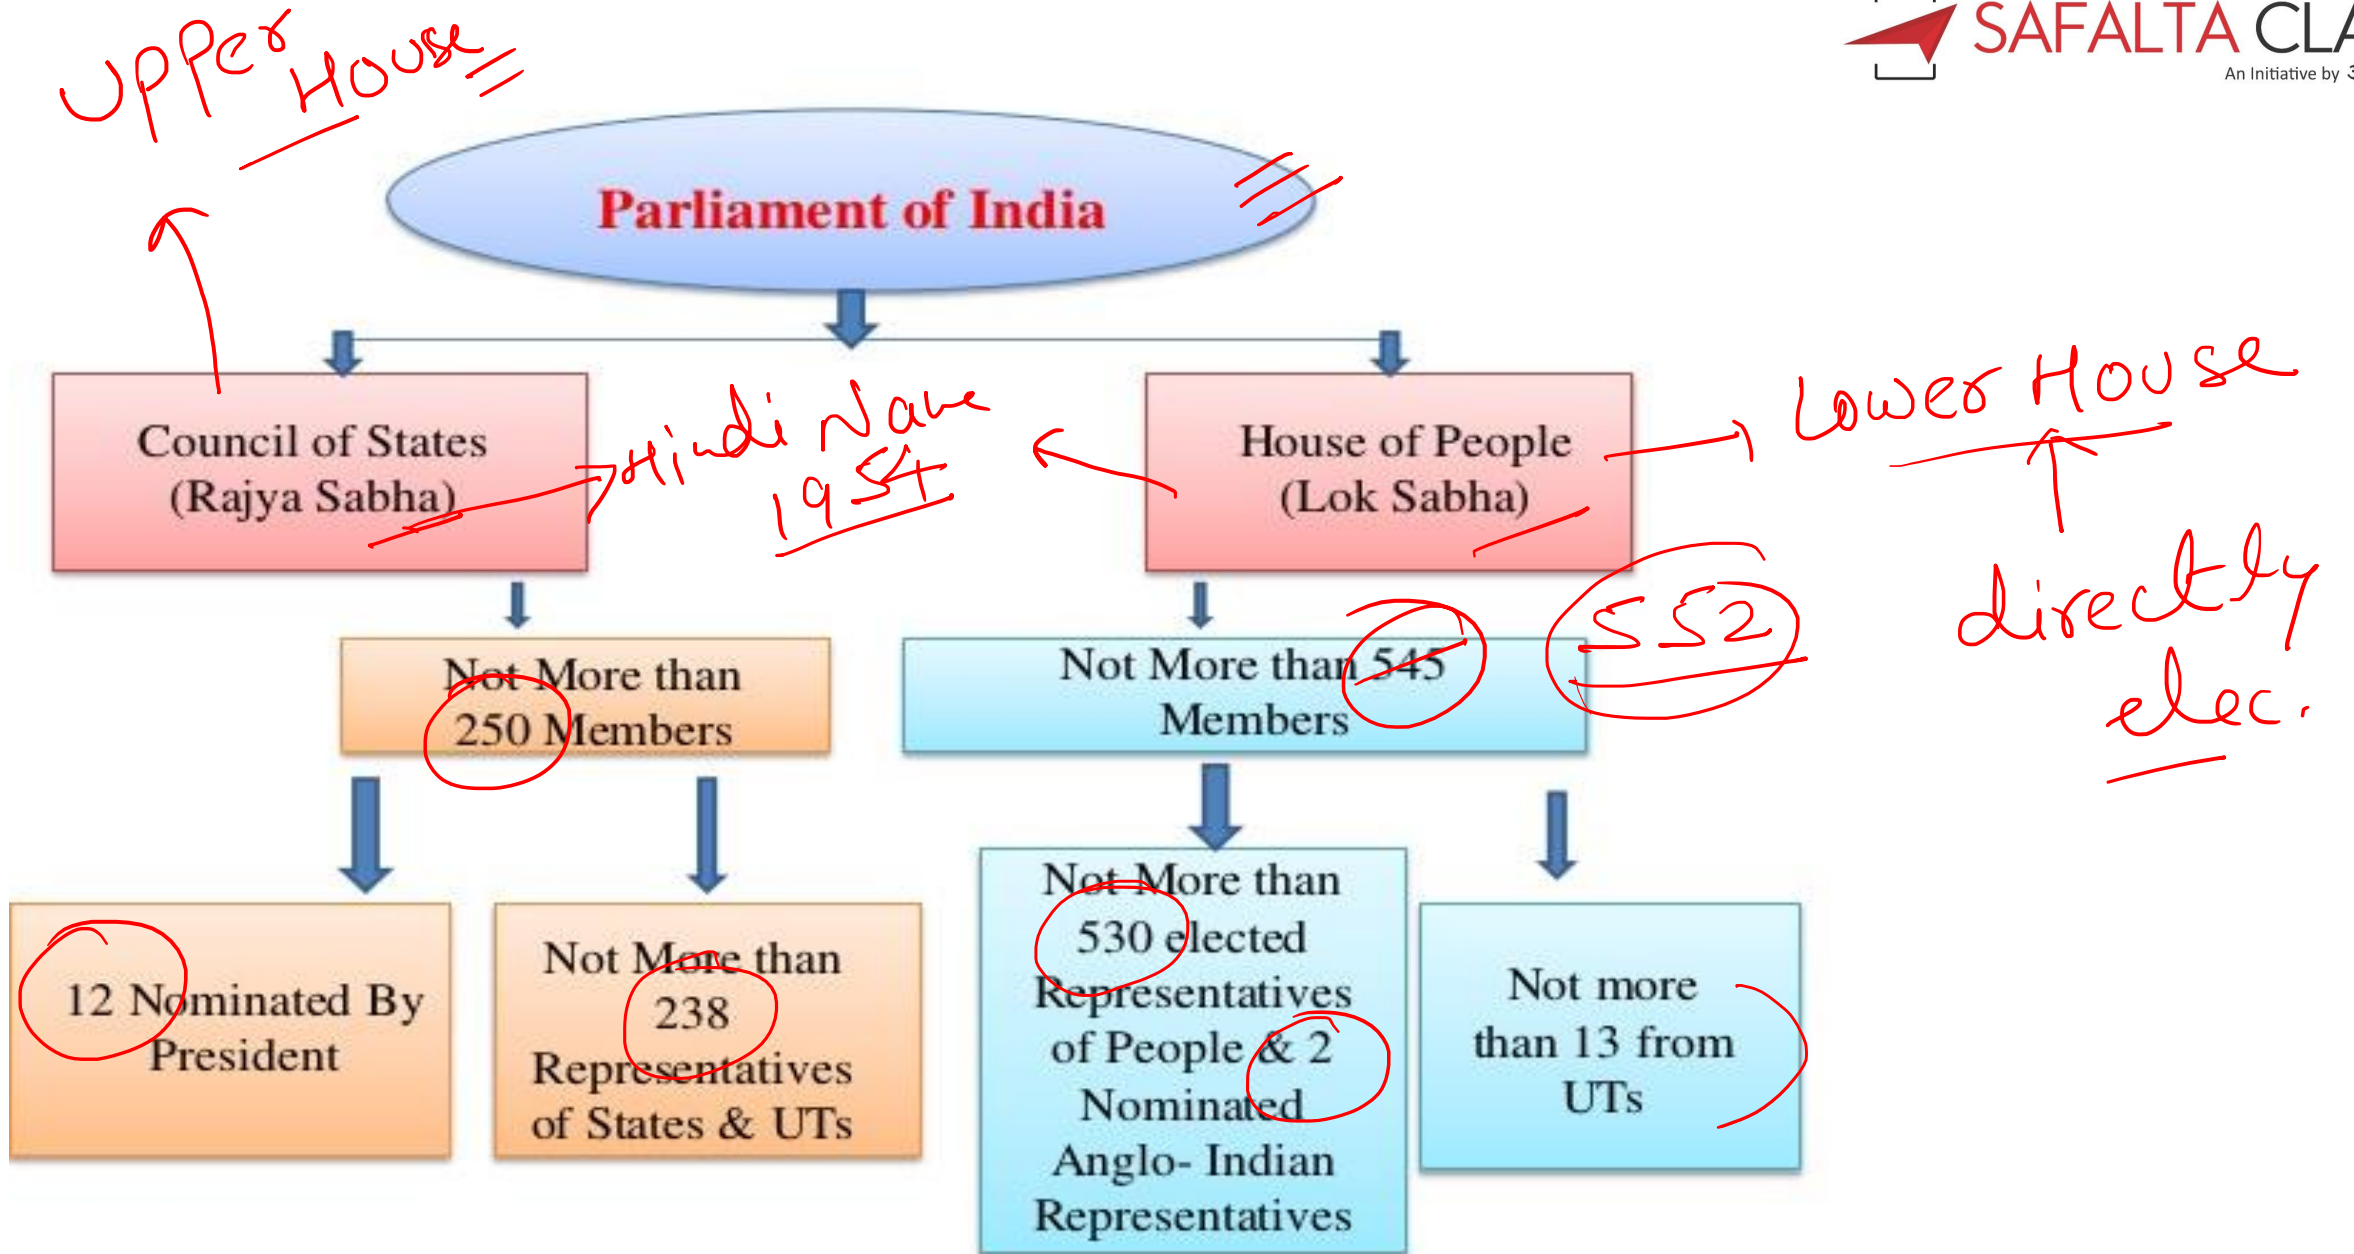 SAFALTA CLA
An Initiative by 3
Upper
House
Parliament of India
Council of States
(Rajya Sabha)
Hindi Name
1954
House of People
(Lok Sabha)
Lower House
directly
elec.
Not More than
250 Members
Not More than 545
Members
552
12 Nominated By
President
Not More than
238
Representatives
of States & UTs
Not More than
530 elected
Representatives
of People & 2
Nominated
Anglo- Indian
Representatives
Not more
than 13 from
UTs